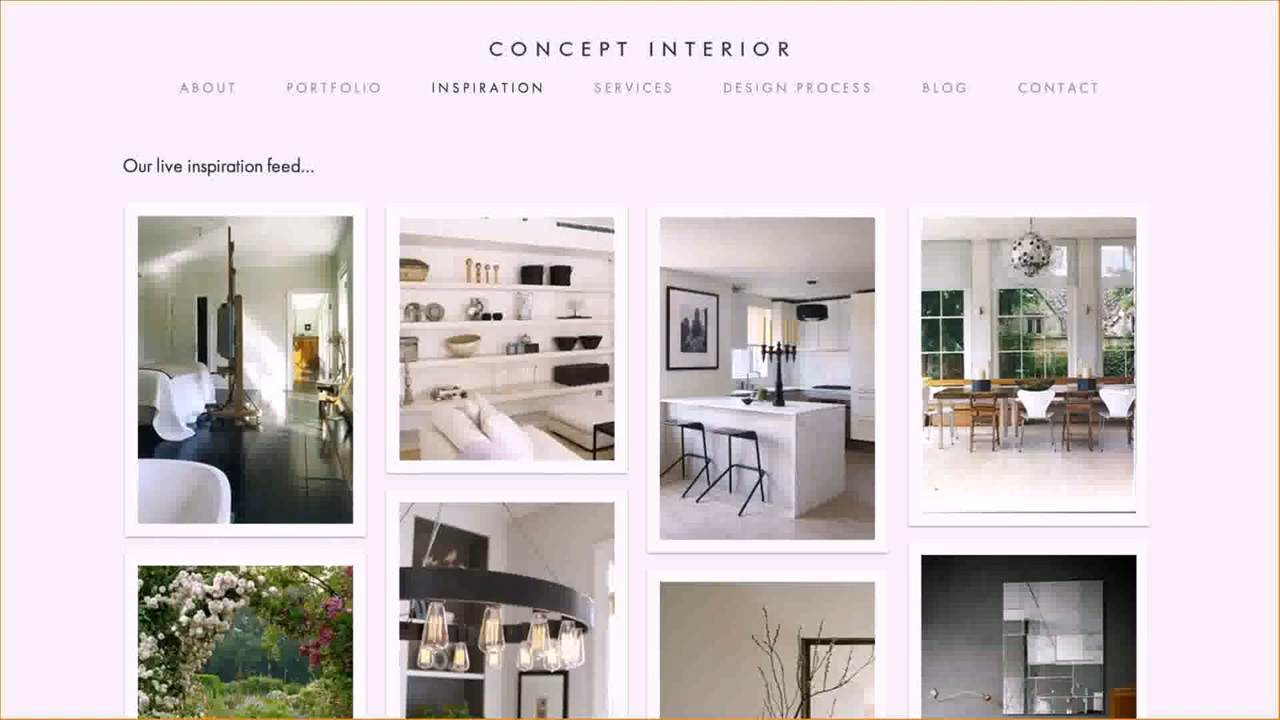 CONCEPT INTERIOR
ABOUT PORTFOLIO INSPIRATION SERVICES DESIGN PROCESS BLOG CONTACT
Our live inspiration feed...